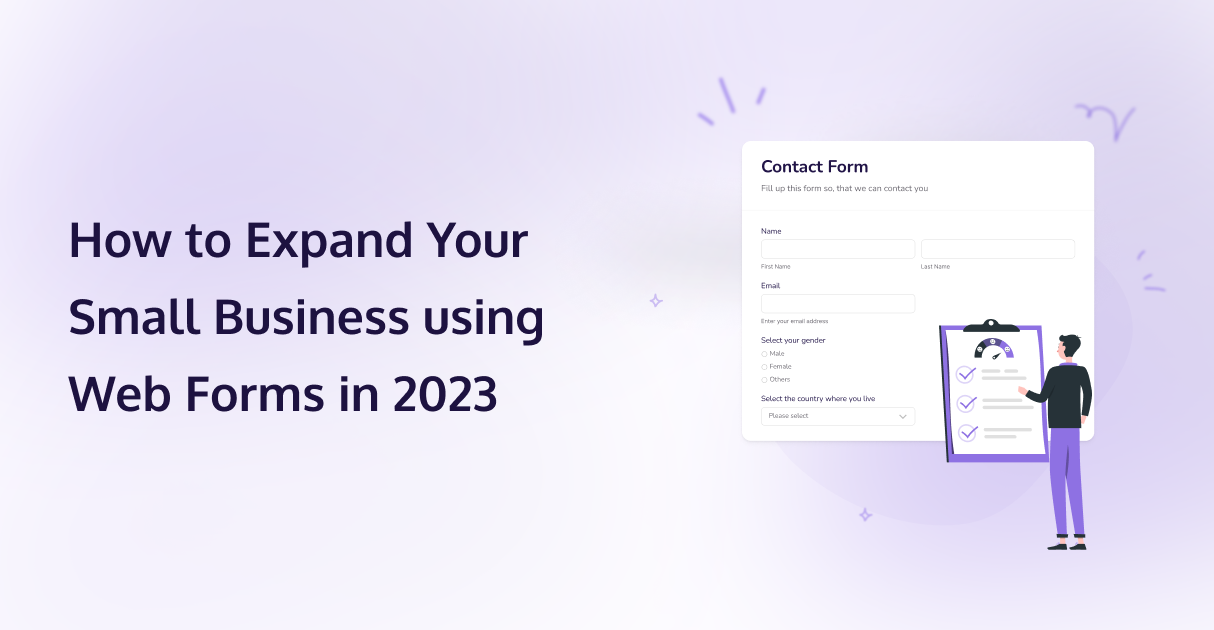 How to Expand Your
Small Business using
Web Forms in 2023
Contact Form
Fill up this form so, that we can contact you
Name
First Name
Last Name
Email
Enter your email address
Select your gender
Male
Female
Others
Select the country where you live
Please select